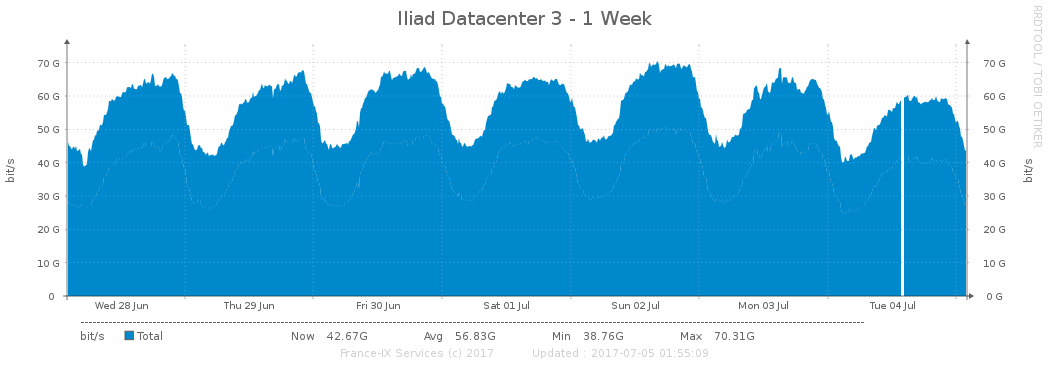 Iliad Datacenter 3 - 1 Week
RRDTOOL / TOBI OETIKER
bit/s
70 G 70 G
60 G 60 G
50 G 50 G
40 G 40 G
30 G 30 G
20 G 20 G
10 G 10 G
0 0 G
bit/s
Wed 28 Jun Thu 29 Jun Fri 30 Jun Sat 01 Jul Sun 02 Jul Mon 03 Jul Tue 04 Jul
bit/s Total Now 42.67G Avg 56.83G Min 38.76G Max 70.31G
France-IX Services (c) 2017 Updated : 2017-07-05 01:55:09